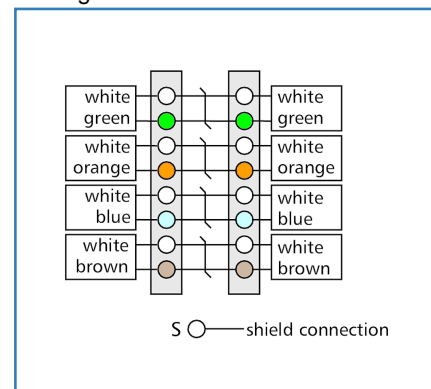 white
green
white
orange
white
blue
white
brown
white
green
white
orange
white
blue
white
brown
S
shield connection